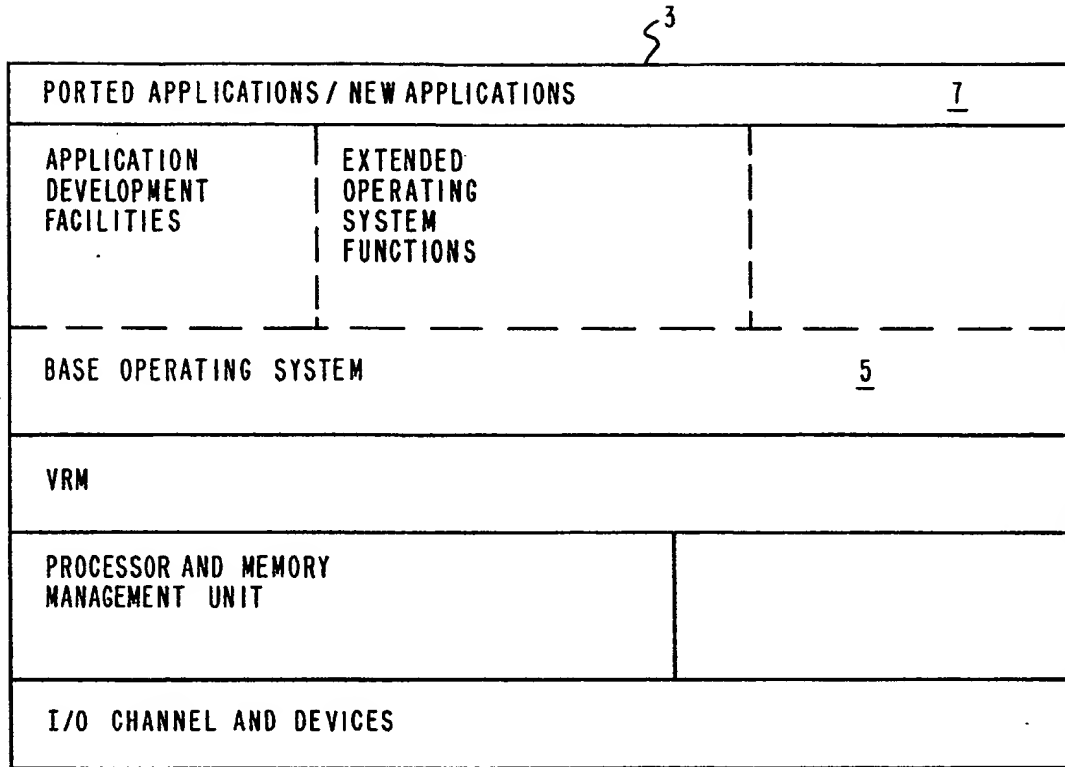 3
PORTED APPLICATIONS / NEW APPLICATIONS 7
APPLICATION
DEVELOPMENT
FACILITIES
EXTENDED
OPERATING
SYSTEM
FUNCTIONS
BASE OPERATING SYSTEM 5
VRM
PROCESSOR AND MEMORY
MANAGEMENT UNIT
I/O CHANNEL AND DEVICES